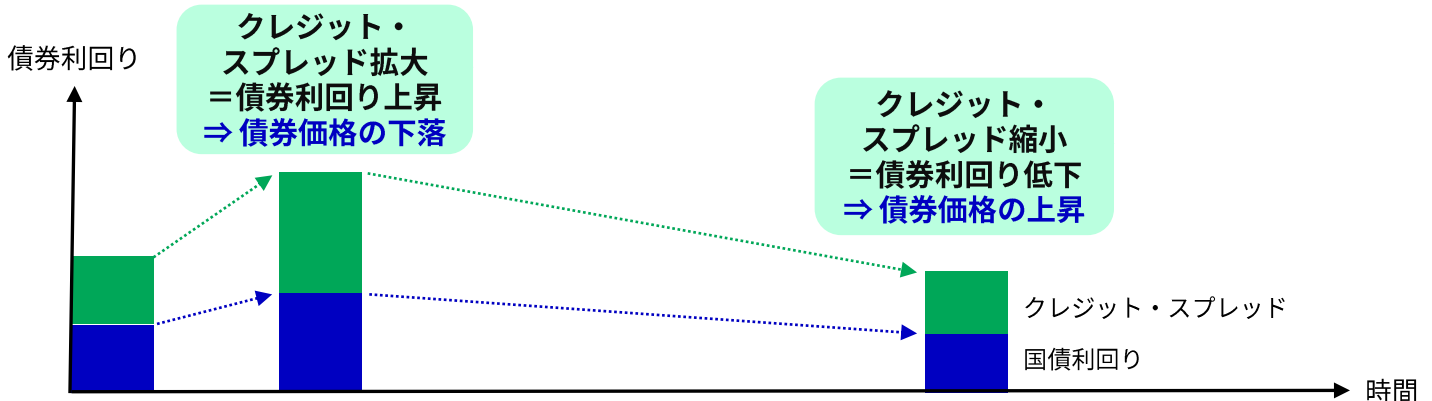 債券利回り
クレジット・
スプレッド拡大
＝債券利回り上昇
⇒ 債券価格の下落
クレジット・
スプレッド縮小
＝債券利回り低下
⇒ 債券価格の上昇
クレジット・スプレッド
国債利回り
時間